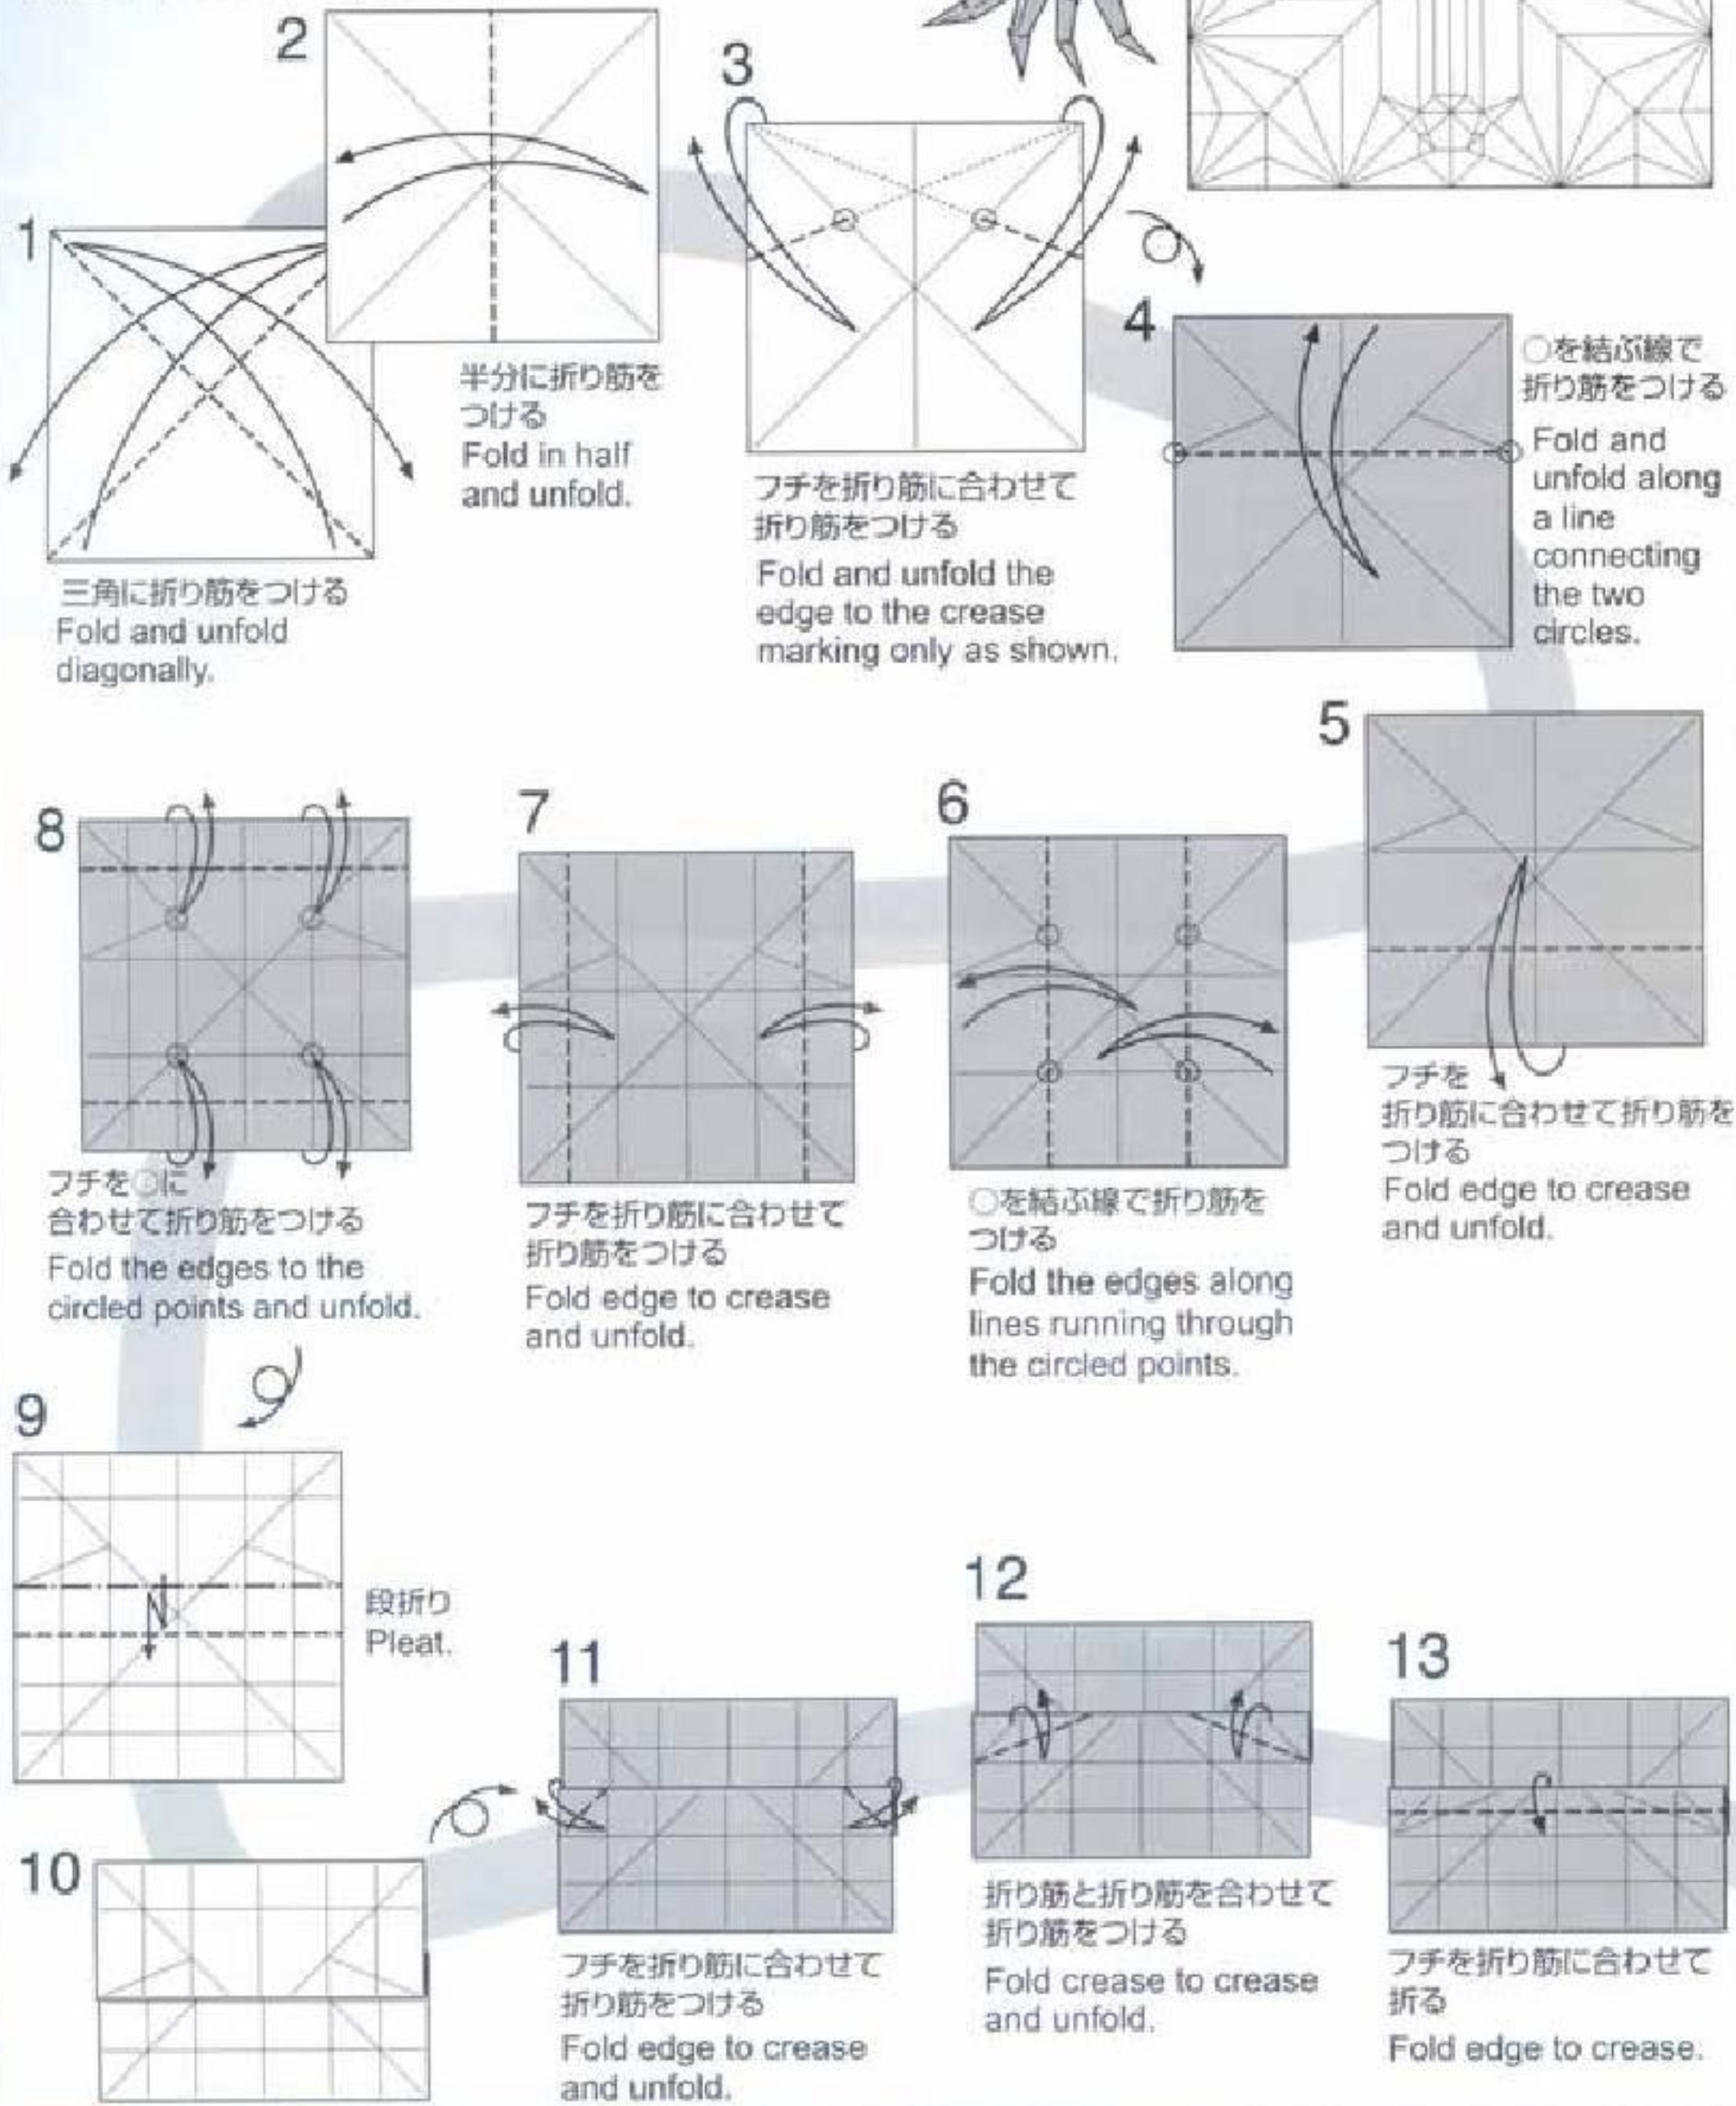 1
三角に折り筋をつける
Fold and unfold
diagonally.
2
半分に折り筋を
つける
Fold in half
and unfold.
3
フチを折り筋に合わせて
折り筋をつける
Fold and unfold the
edge to the crease
marking only as shown.
4
○を結ぶ線で
折り筋をつける
Fold and
unfold along
a line
connecting
the two
circles.
5
フチを
折り筋に合わせて折り筋を
つける
Fold edge to crease
and unfold.
6
○を結ぶ線で折り筋を
つける
Fold the edges along
lines running through
the circled points.
7
フチを折り筋に合わせて
折り筋をつける
Fold edge to crease
and unfold.
8
フチを○に
合わせて折り筋をつける
Fold the edges to the
circled points and unfold.
9
段折り
Pleat.
10
11
フチを折り筋に合わせて
折り筋をつける
Fold edge to crease
and unfold.
12
折り筋と折り筋を合わせて
折り筋をつける
Fold crease to crease
and unfold.
13
フチを折り筋に合わせて
折る
Fold edge to crease.